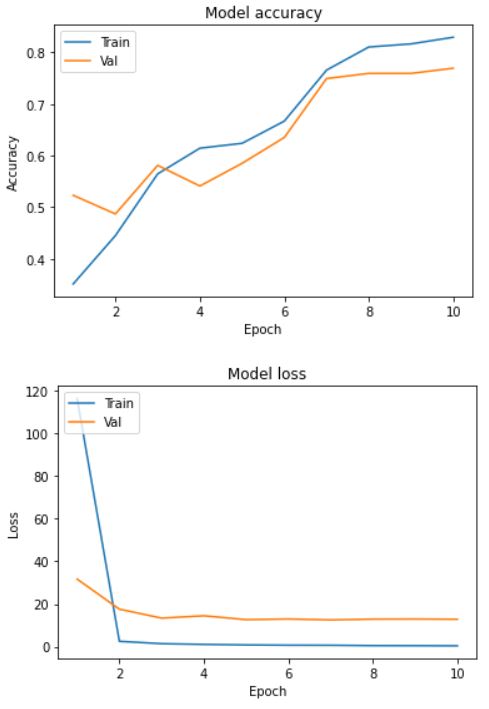 Model accuracy
Train
Val
0.8
0.7
0.6
0.5
0.4
Accuracy
2 4 6 8 10
Epoch
Model loss
Train
Val
120
100
80
60
40
20
0
Loss
2 4 6 8 10
Epoch